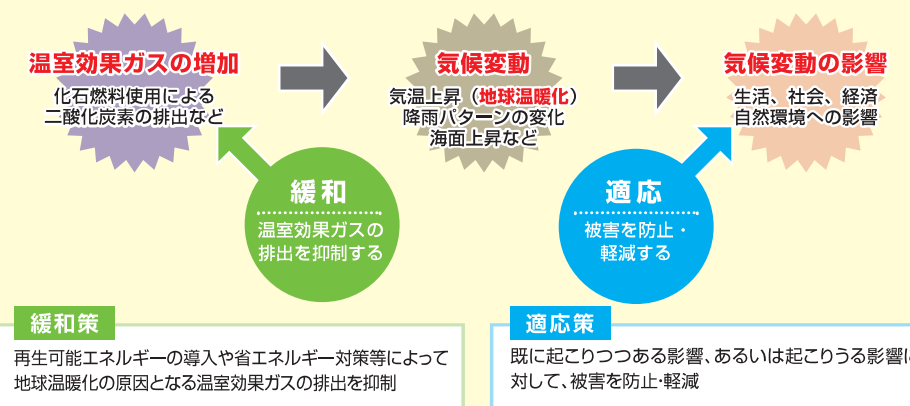 温室効果ガスの増加
化石燃料使用による
二酸化炭素の排出など
気候変動
気温上昇（地球温暖化）
降雨パターンの変化
海面上昇など
気候変動の影響
生活、社会、経済
自然環境への影響
緩和
温室効果ガスの
排出を抑制する
適応
被害を防止・
軽減する
緩和策
再生可能エネルギーの導入や省エネルギー対策等によって
地球温暖化の原因となる温室効果ガスの排出を抑制
適応策
既に起こりつつある影響、あるいは起こりうる影響に
対して、被害を防止・軽減